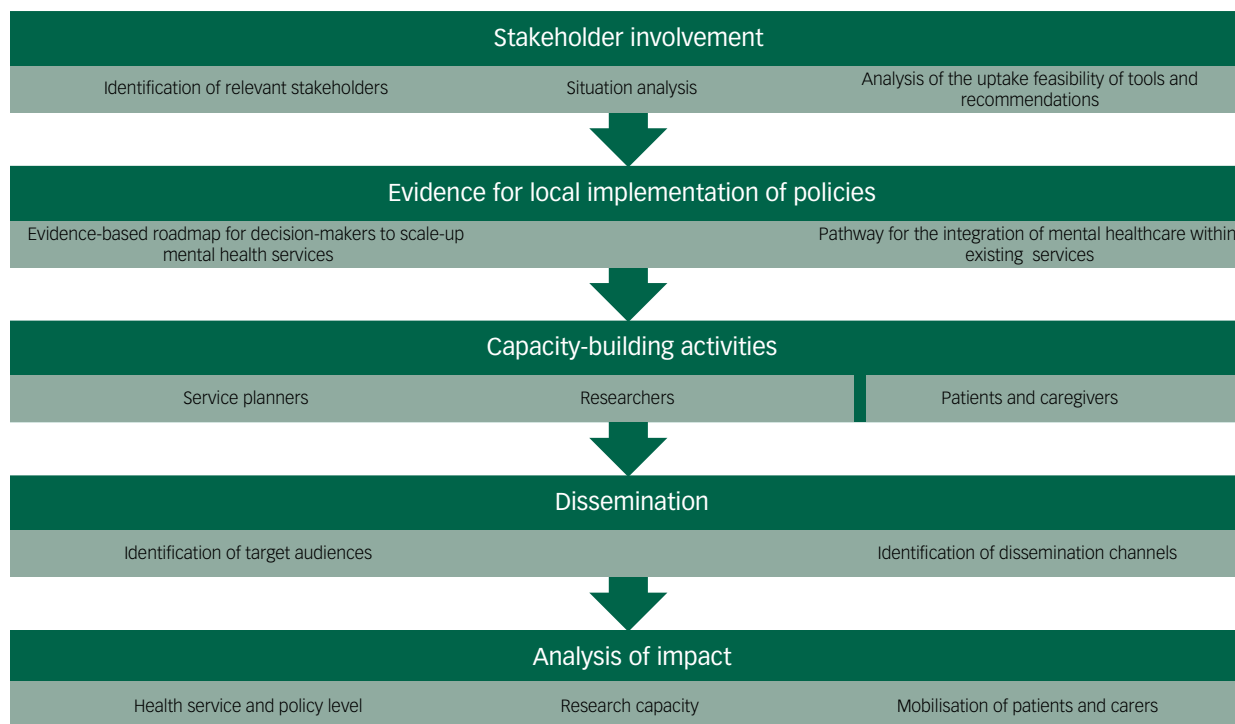 Stakeholder involvement
Identification of relevant stakeholders
Situation analysis
Analysis of the uptake feasibility of tools and
recommendations
Evidence for local implementation of policies
Evidence-based roadmap for decision-makers to scale-up
mental health services
Pathway for the integration of mental healthcare within
existing services
Capacity-building activities
Service planners
Researchers
Patients and caregivers
Dissemination
Identification of target audiences
Identification of dissemination channels
Analysis of impact
Health service and policy level
Research capacity
Mobilisation of patients and carers